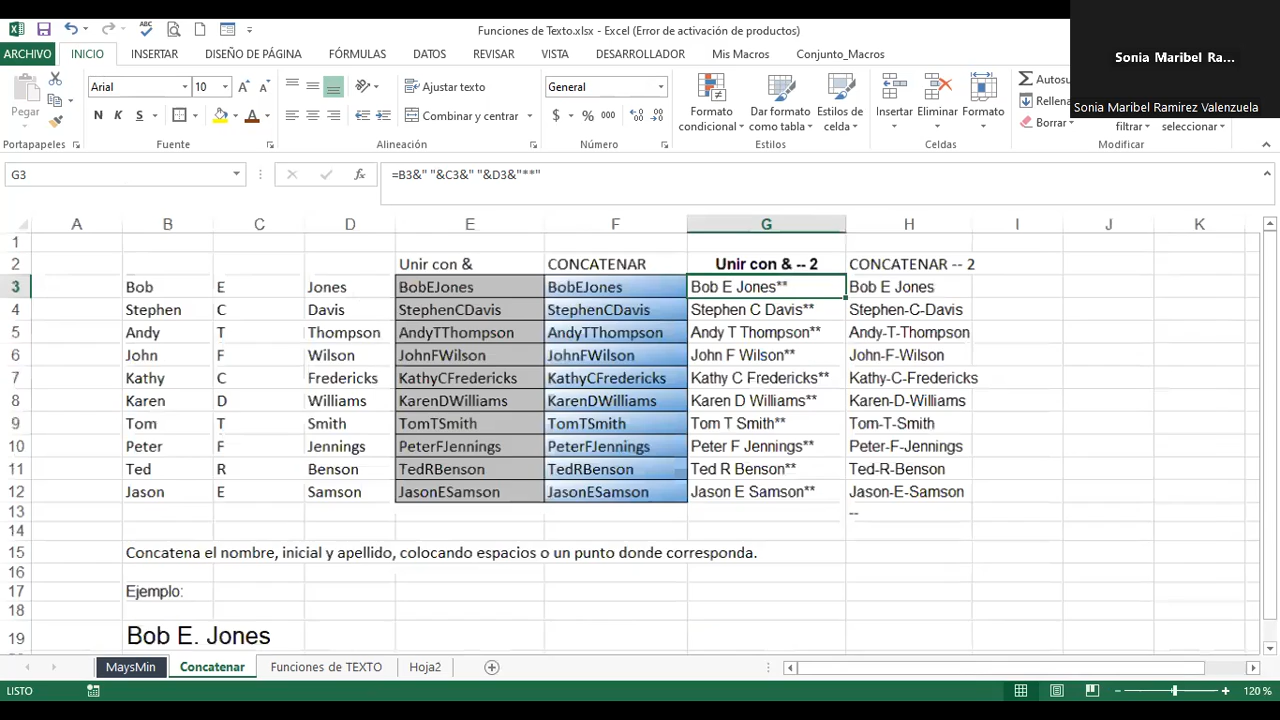 Funciones de Texto.xlsx - Excel (Error de activación de productos)
Sonia Maribel Ra...
Sonia Maribel Ramirez Valenzuela
ARCHIVO INICIO INSERTAR DISEÑO DE PÁGINA FÓRMULAS DATOS REVISAR VISTA DESARROLLADOR Mis Macros Conjunto_Macros
Pegar
Arial 10
N K S
Ajustar texto
Combinar y centrar
General
$ % 000
Formato condicional
Dar formato como tabla
Estilos de celda
Insertar Eliminar Formato
Autosu
Rellena
Borrar
filtrar
seleccionar
Portapapeles Fuente Alineación Número Estilos Celdas Modificar
G3 fx =B3&" "&C3&" "&D3&"**"
A B C D E F G H I J K
1
2 Unir con & CONCATENAR Unir con & -- 2 CONCATENAR -- 2
3 Bob E Jones BobEJones BobEJones Bob E Jones** Bob E Jones
4 Stephen C Davis StephenCDavis StephenCDavis Stephen C Davis** Stephen-C-Davis
5 Andy T Thompson AndyTThompson AndyTThompson Andy T Thompson** Andy-T-Thompson
6 John F Wilson JohnFWilson JohnFWilson John F Wilson** John-F-Wilson
7 Kathy C Fredericks KathyCFredericks KathyCFredericks Kathy C Fredericks** Kathy-C-Fredericks
8 Karen D Williams KarenDWilliams KarenDWilliams Karen D Williams** Karen-D-Williams
9 Tom T Smith TomTSmith TomTSmith Tom T Smith** Tom-T-Smith
10 Peter F Jennings PeterFJennings PeterFJennings Peter F Jennings** Peter-F-Jennings
11 Ted R Benson TedRBenson TedRBenson Ted R Benson** Ted-R-Benson
12 Jason E Samson JasonESamson JasonESamson Jason E Samson** Jason-E-Samson
13 --
14
15 Concatena el nombre, inicial y apellido, colocando espacios o un punto donde corresponda.
16
17 Ejemplo:
18
19 Bob E. Jones
MaysMin Concatenar Funciones de TEXTO Hoja2
LISTO 120 %